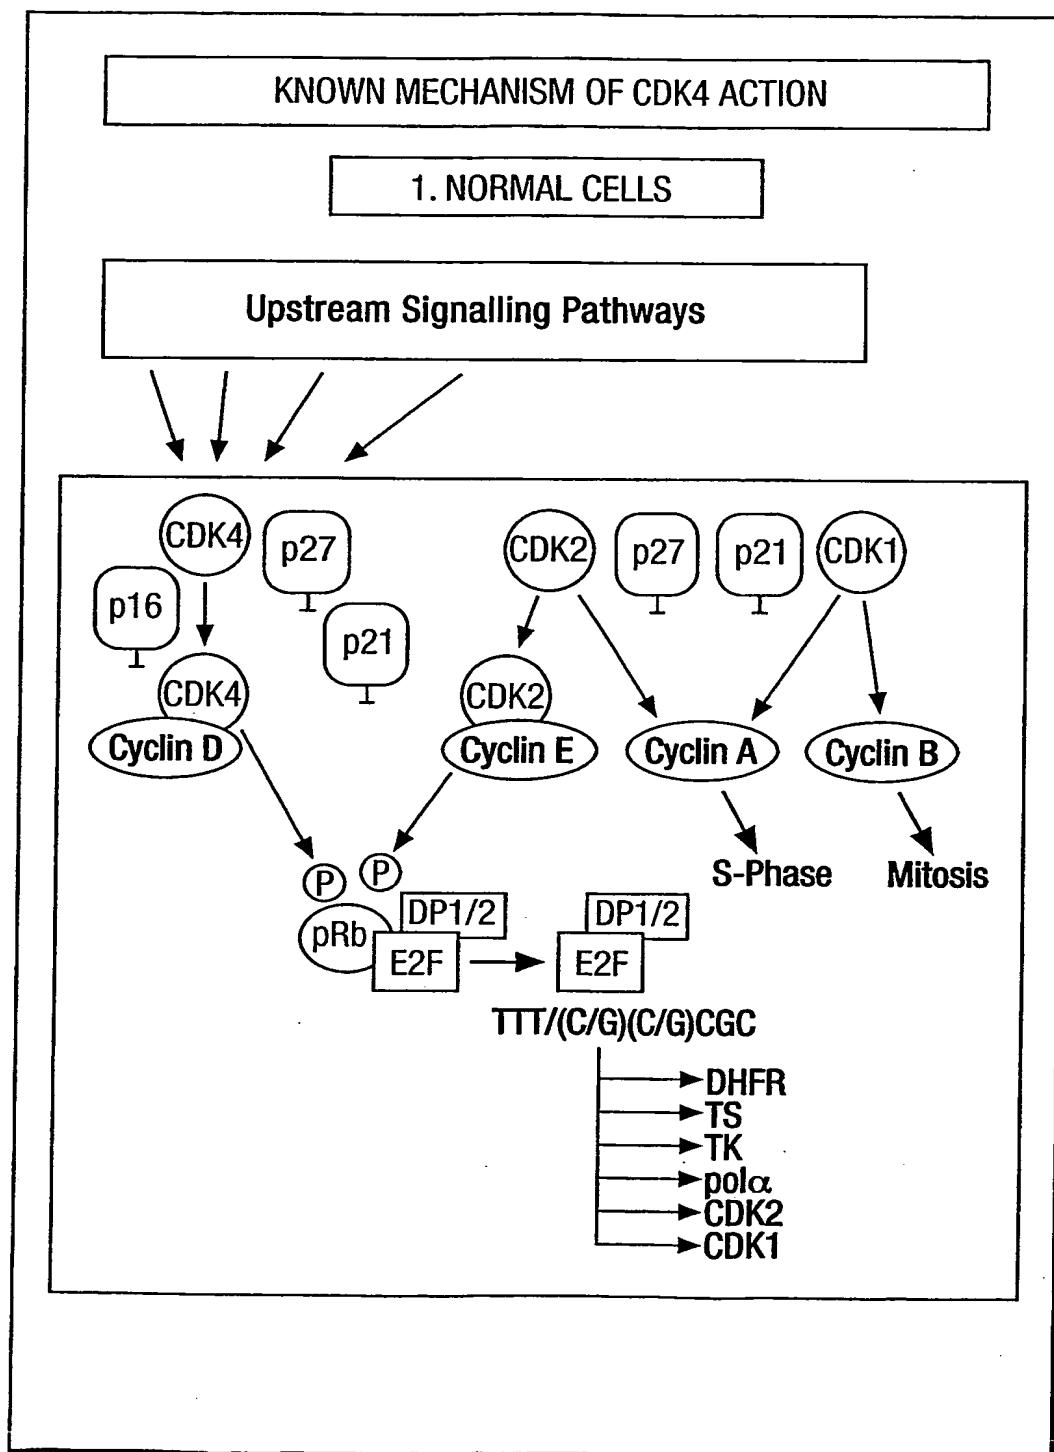 KNOWN MECHANISM OF CDK4 ACTION
1. NORMAL CELLS
Upstream Signalling Pathways
CDK4
p27
CDK2
p27
p21
CDK1
p16
p21
CDK4
Cyclin D
CDK2
Cyclin E
Cyclin A
Cyclin B
S-Phase
Mitosis
P
P
pRb
DP1/2
E2F
DP1/2
E2F
TTT/(C/G)(C/G)CGC
DHFR
TS
TK
polα
CDK2
CDK1